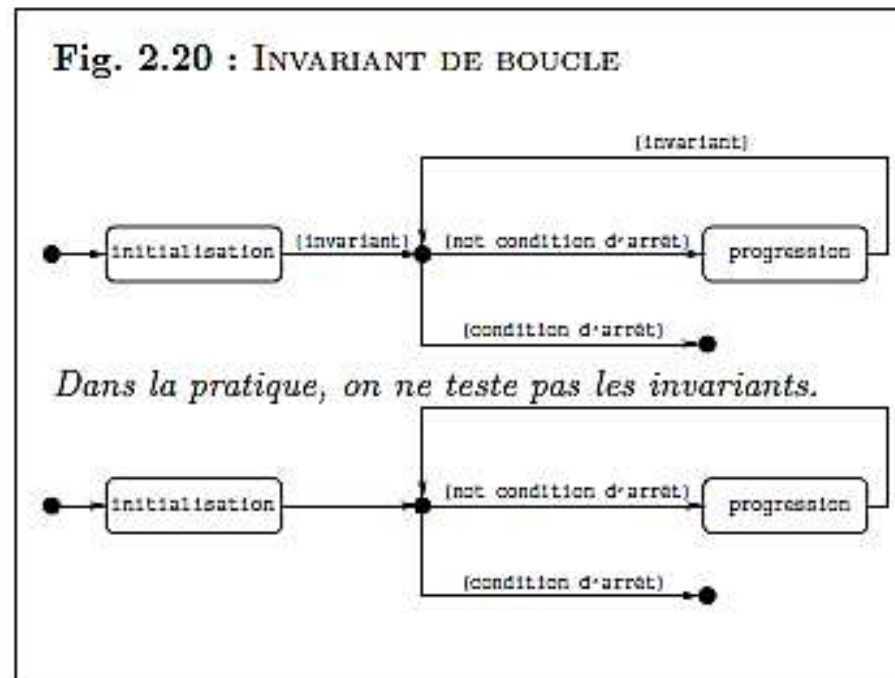 Fig. 2.20 : INVARIANT DE BOUCLE
[invariant]
initialisation [invariant] [not condition d'arrêt] progression
[condition d'arrêt]
Dans la pratique, on ne teste pas les invariants.
initialisation [not condition d'arrêt] progression
[condition d'arrêt]